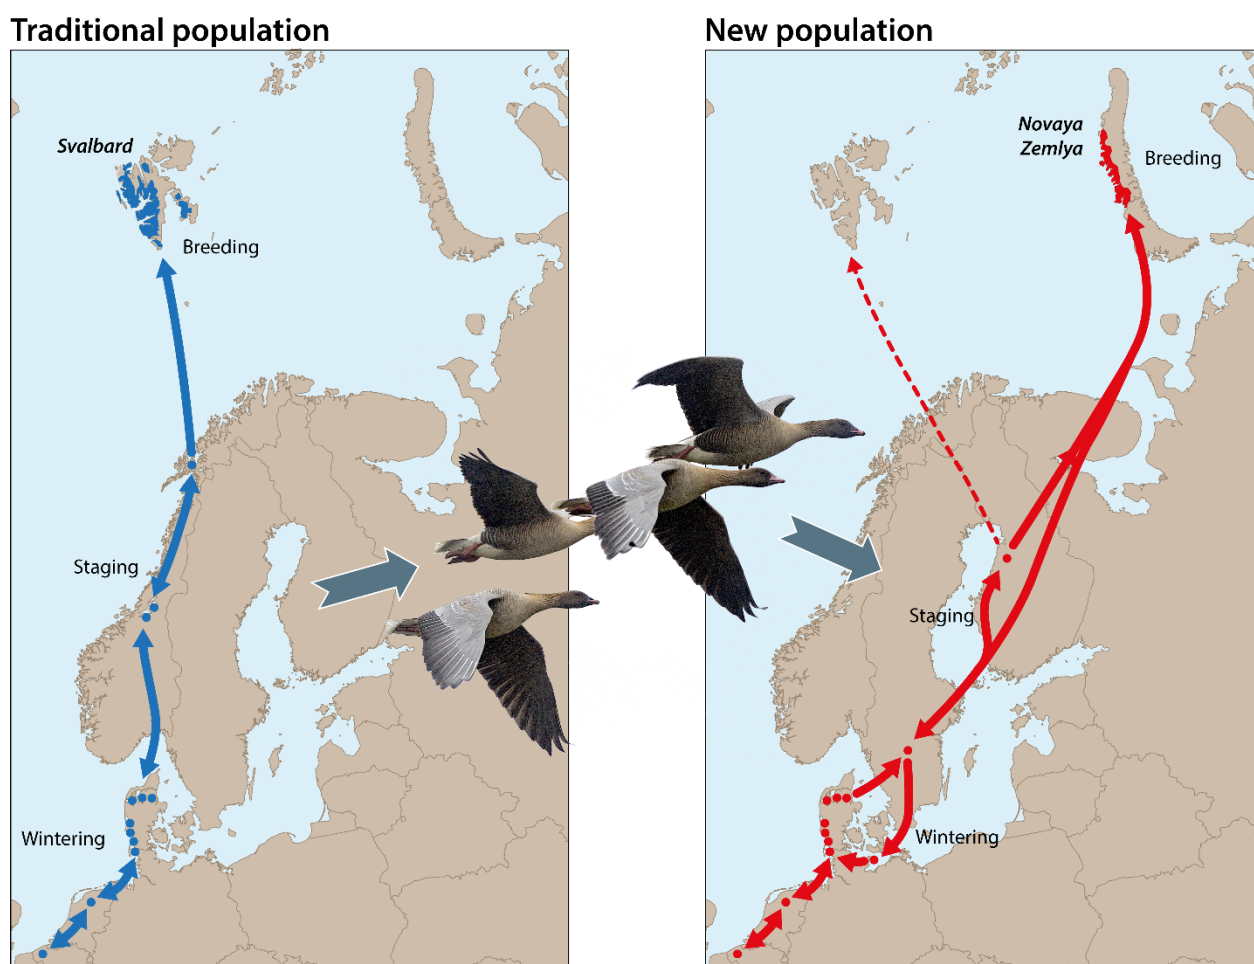 Traditional population
Svalbard
Breeding
Staging
Wintering
New population
Novaya
Zemlya
Breeding
Staging
Wintering